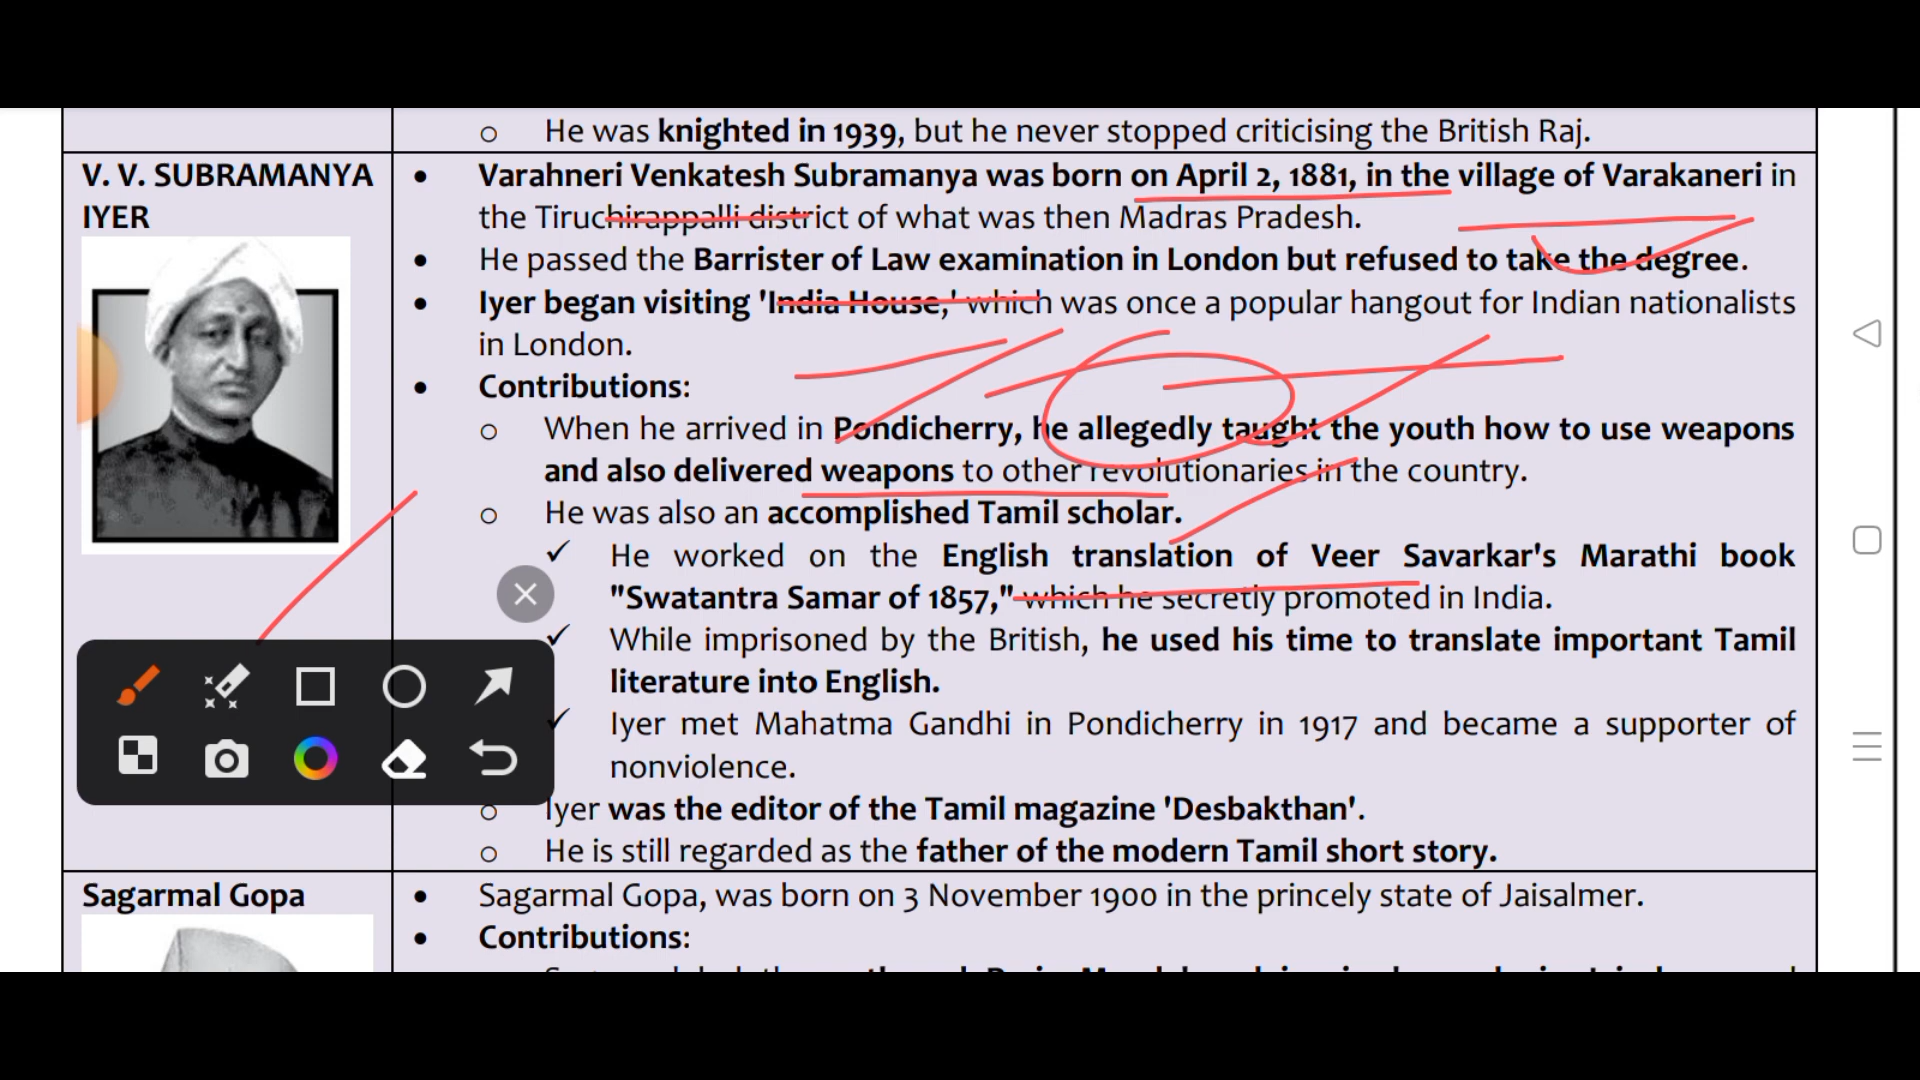 He was knighted in 1939, but he never stopped criticising the British Raj.
V. V. SUBRAMANYA
IYER
Varahneri Venkatesh Subramanya was born on April 2, 1881, in the village of Varakaneri in
the Tiruchirappalli district of what was then Madras Pradesh.
He passed the Barrister of Law examination in London but refused to take the degree.
Iyer began visiting 'India House,' which was once a popular hangout for Indian nationalists
in London.
Contributions:
When he arrived in Pondicherry, he allegedly taught the youth how to use weapons
and also delivered weapons to other revolutionaries in the country.
He was also an accomplished Tamil scholar.
He worked on the English translation of Veer Savarkar's Marathi book
"Swatantra Samar of 1857," which he secretly promoted in India.
While imprisoned by the British, he used his time to translate important Tamil
literature into English.
Iyer met Mahatma Gandhi in Pondicherry in 1917 and became a supporter of
nonviolence.
Iyer was the editor of the Tamil magazine 'Desbakthan'.
He is still regarded as the father of the modern Tamil short story.
Sagarmal Gopa
Sagarmal Gopa, was born on 3 November 1900 in the princely state of Jaisalmer.
Contributions: